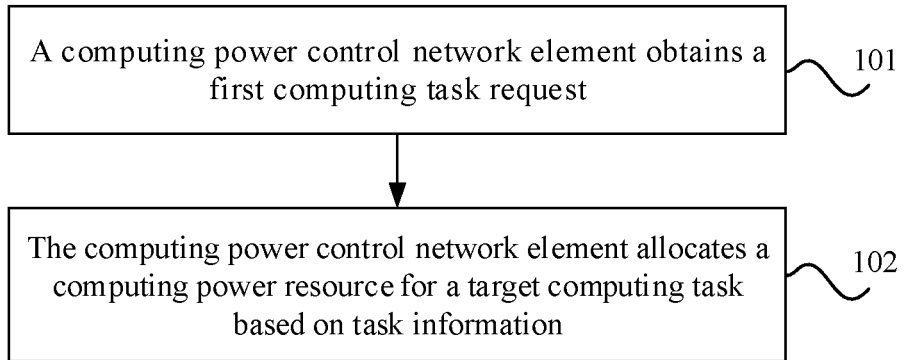 A computing power control network element obtains a
first computing task request
101
The computing power control network element allocates a
computing power resource for a target computing task
based on task information
102